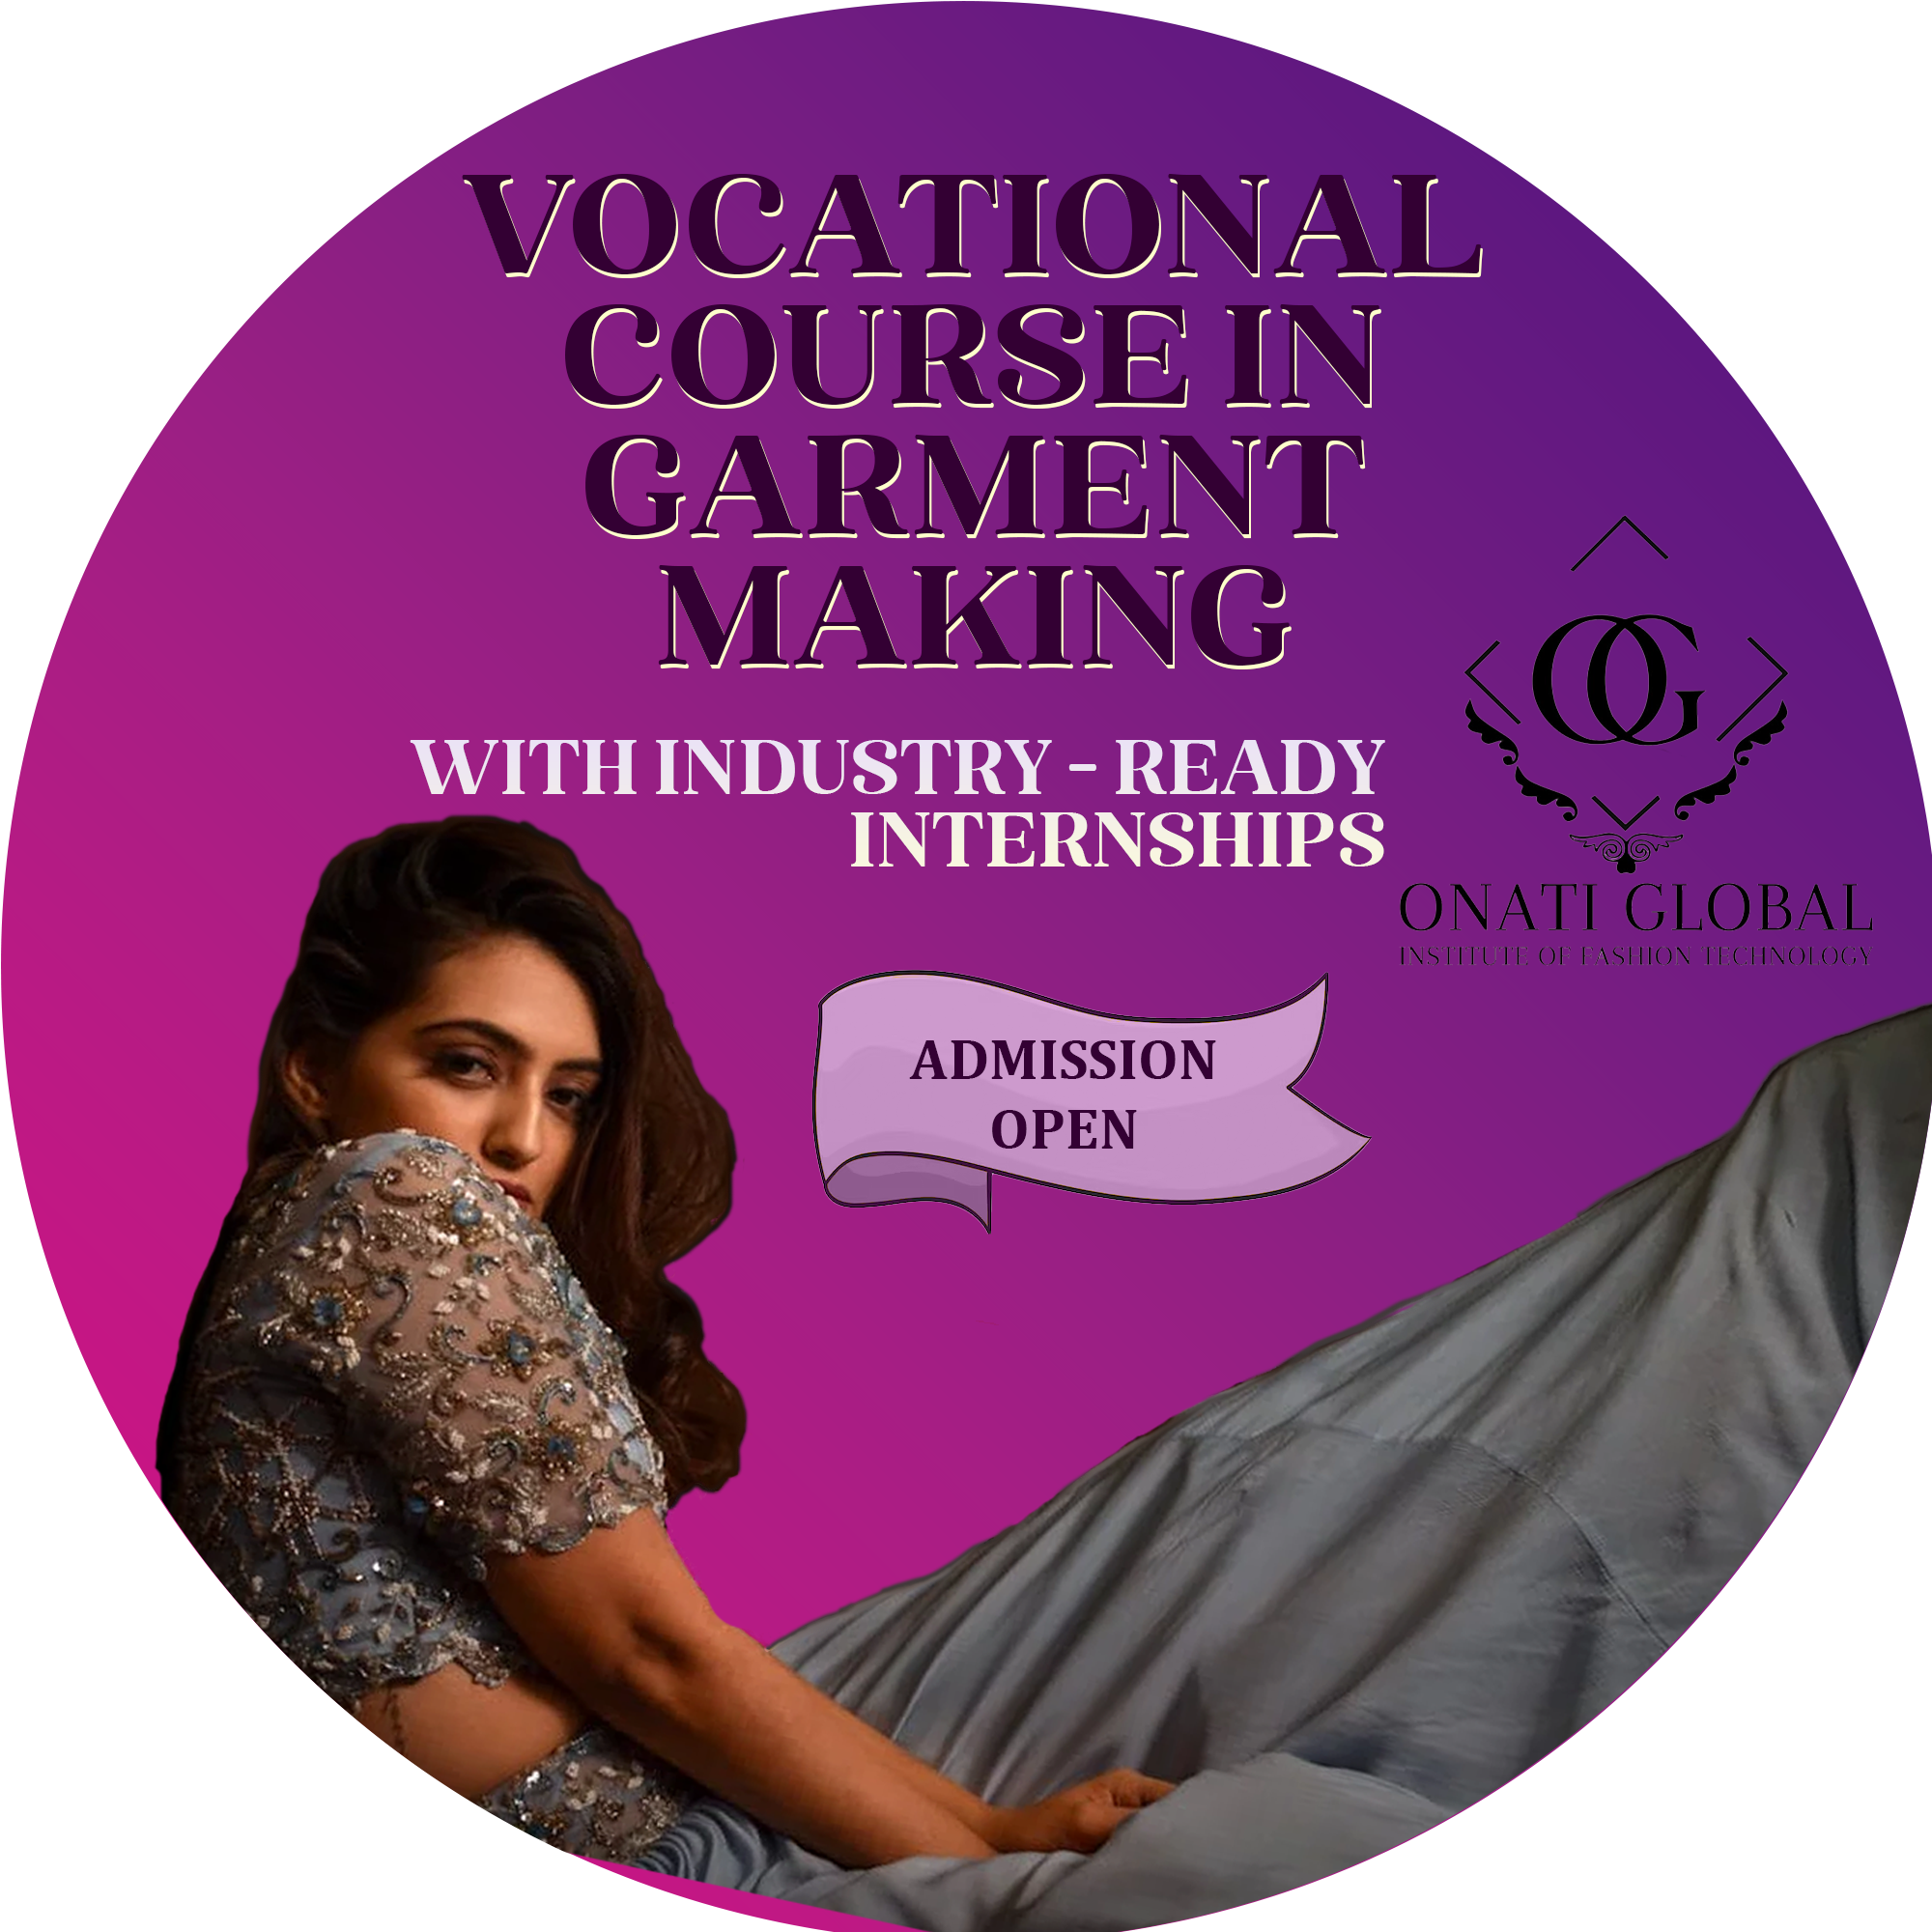 VOCATIONAL
COURSE IN
GARMENT
MAKING
WITH INDUSTRY - READY
INTERNSHIPS
OG
ONATI GLOBAL
INSTITUTE OF FASHION TECHNOLOGY
ADMISSION
OPEN